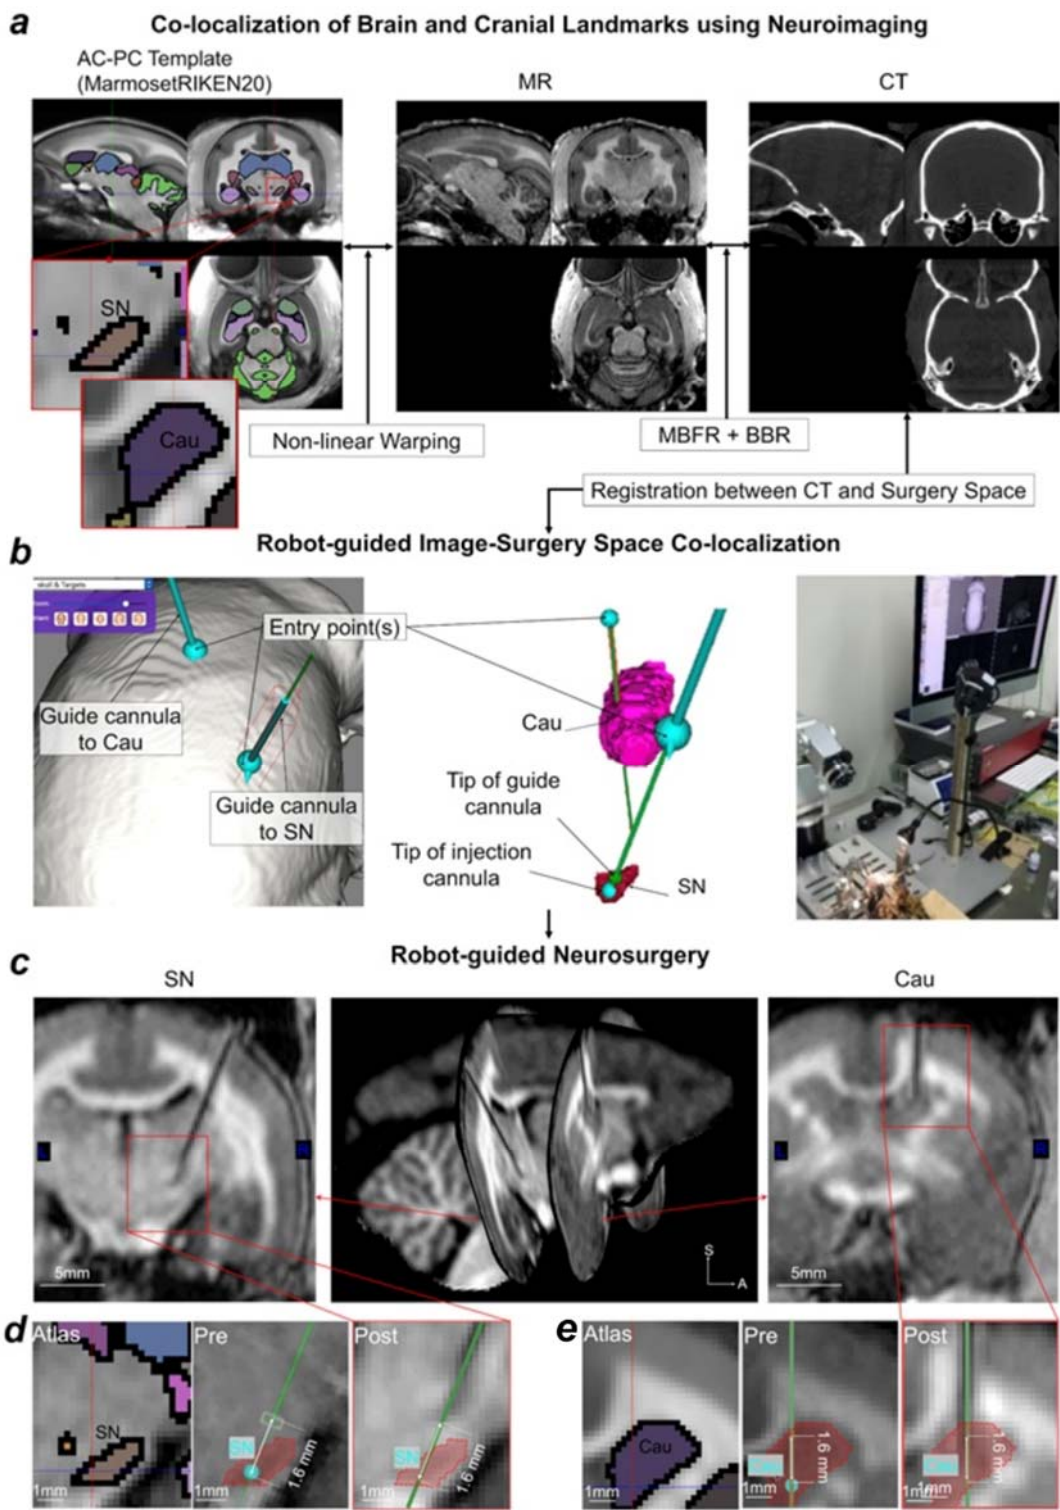 a
Co-localization of Brain and Cranial Landmarks using Neuroimaging
AC-PC Template
(MarmosetRIKEN20)
MR
CT
SN
Cau
Non-linear Warping
MBFR + BBR
Registration between CT and Surgery Space
b
Robot-guided Image-Surgery Space Co-localization
skull & Targets
Entry point(s)
Guide cannula
to Cau
Guide cannula
to SN
Cau
Tip of guide
cannula
Tip of injection
cannula
SN
Robot-guided Neurosurgery
c
SN
Cau
L
R
L
R
5mm
S
A
5mm
d
Atlas
SN
1mm
Pre
SN
1.6 mm
Post
SN
1.6 mm
1mm
e
Atlas
Cau
1mm
Pre
Cau
1.6 mm
1mm
Post
Cau
1.6 mm
1mm